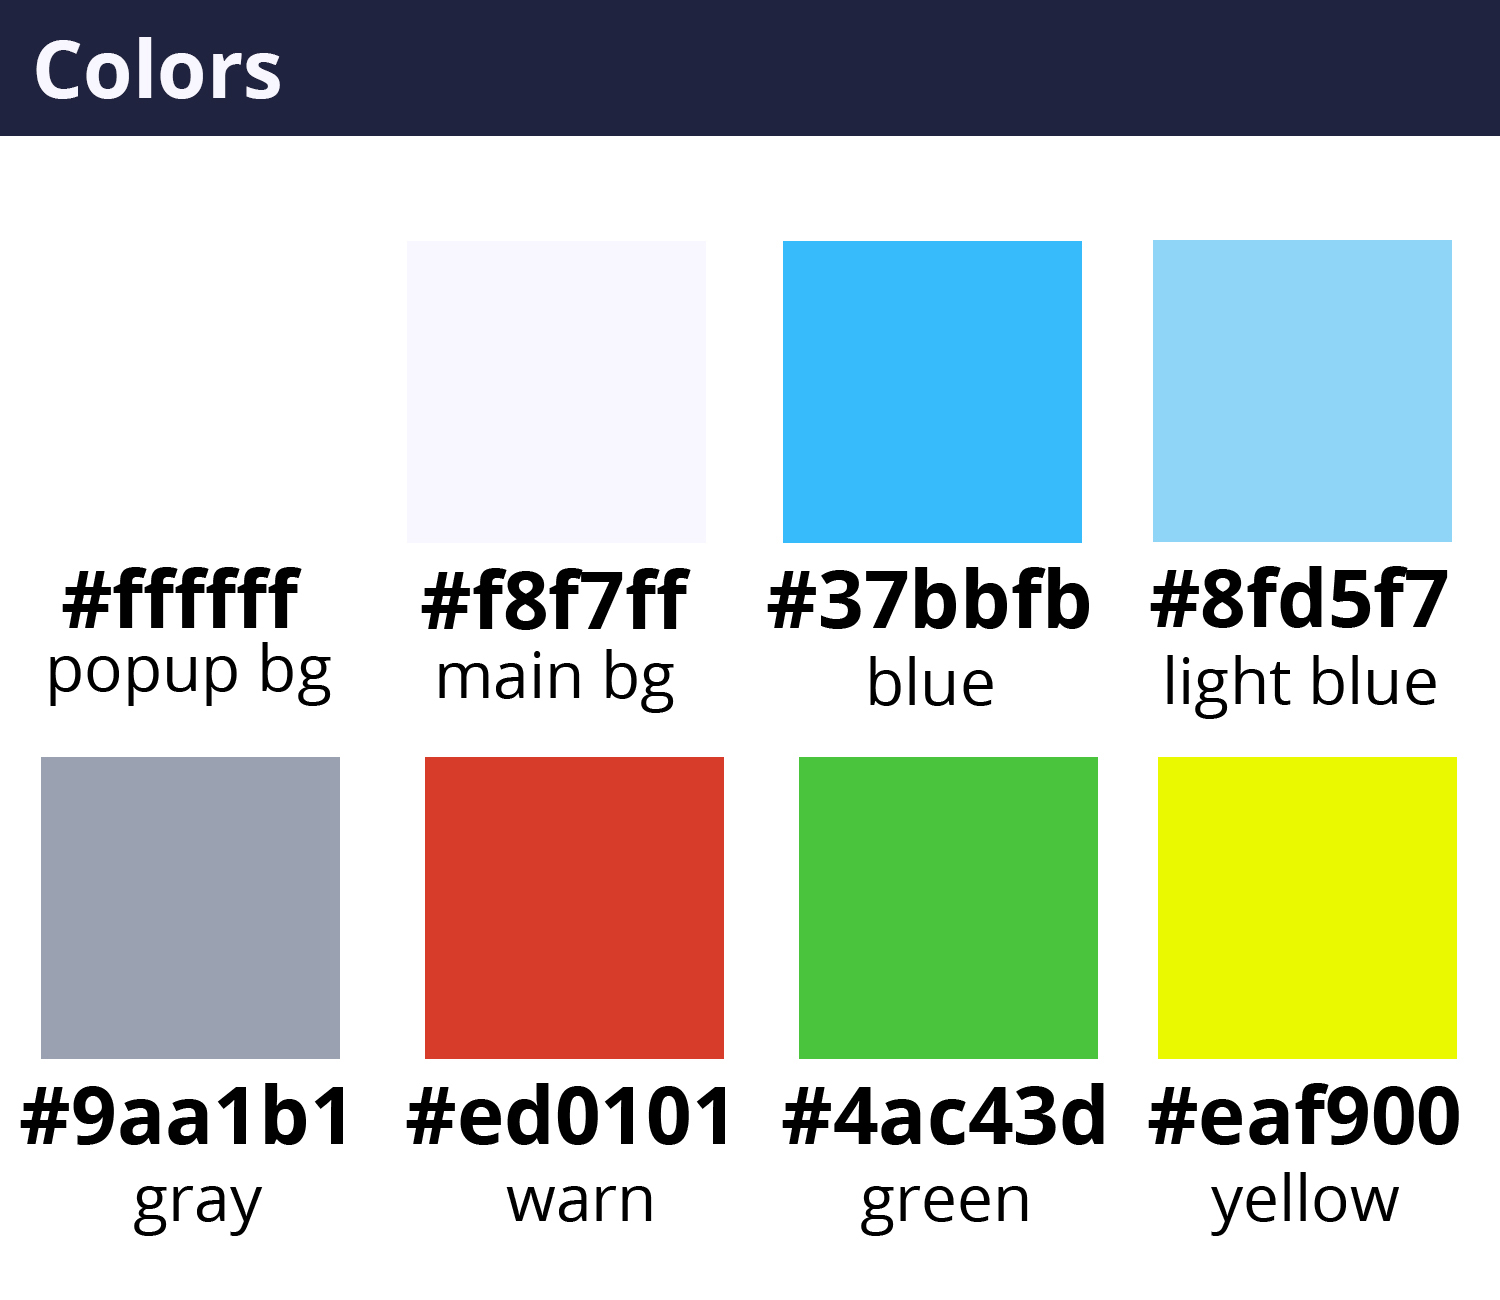 Colors
#ffffff #f8f7ff #37bbfb #8fd5f7
popup bg main bg blue light blue
#9aa1b1 #ed0101 #4ac43d #eaf900
gray warn green yellow